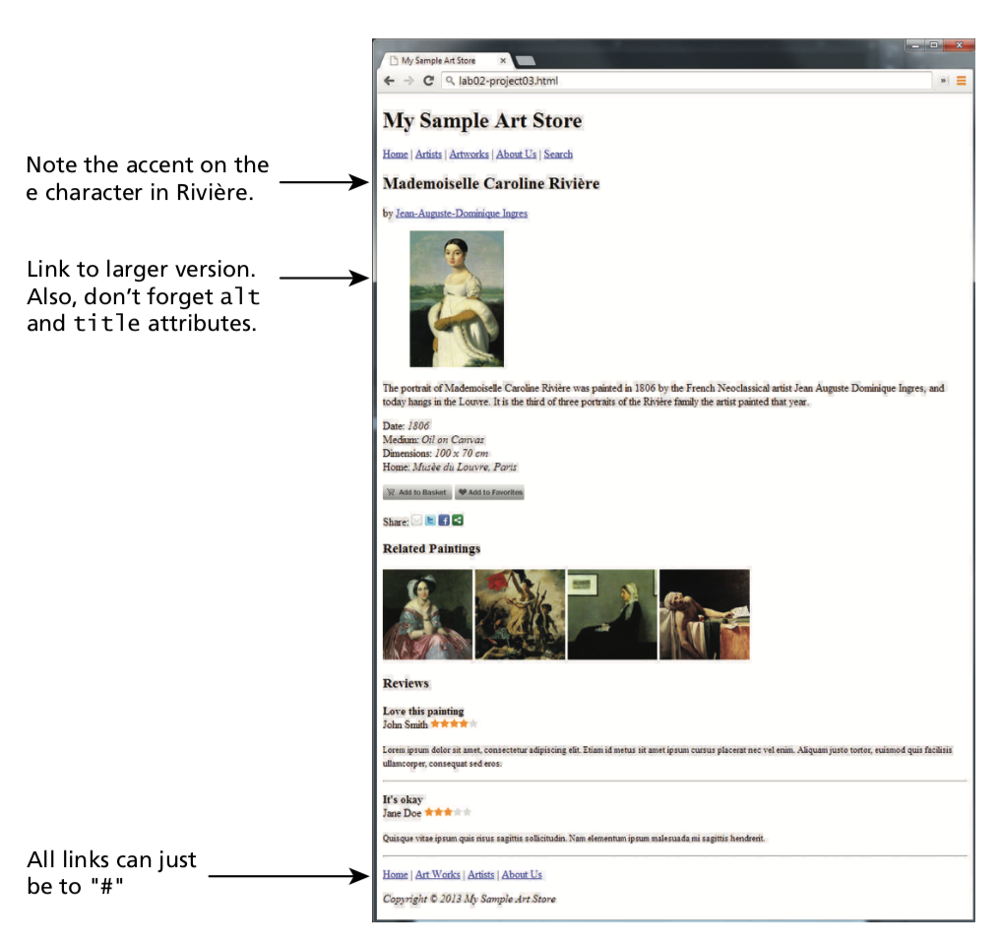 My Sample Art Store
lab02-project03.html
My Sample Art Store
Home | Artists | Artworks | About Us | Search
Note the accent on the
e character in Rivière.
Mademoiselle Caroline Rivière
by Jean-Auguste-Dominique Ingres
Link to larger version.
Also, don't forget alt
and title attributes.
The portrait of Mademoiselle Caroline Rivière was painted in 1806 by the French Neoclassical artist Jean Auguste Dominique Ingres, and
today hangs in the Louvre. It is the third of three portraits of the Rivière family the artist painted that year.
Date: 1806
Medium: Oil on Canvas
Dimensions: 100 x 70 cm
Home: Musée du Louvre, Paris
Add to Basket Add to Favorites
Share:
Related Paintings
Reviews
Love this painting
John Smith
Lorem ipsum dolor sit amet, consectetur adipiscing elit. Etiam id metus sit amet ipsum cursus placerat nec vel enim. Aliquam justo tortor, euismod quis facilisis
ullamcorper, consequat sed eros.
It's okay
Jane Doe
Quisque vitae ipsum quis risus sagittis sollicitudin. Nam elementum ipsum malesuada mi sagittis hendrerit.
All links can just
be to "#"
Home | Art Works | Artists | About Us
Copyright © 2013 My Sample Art Store